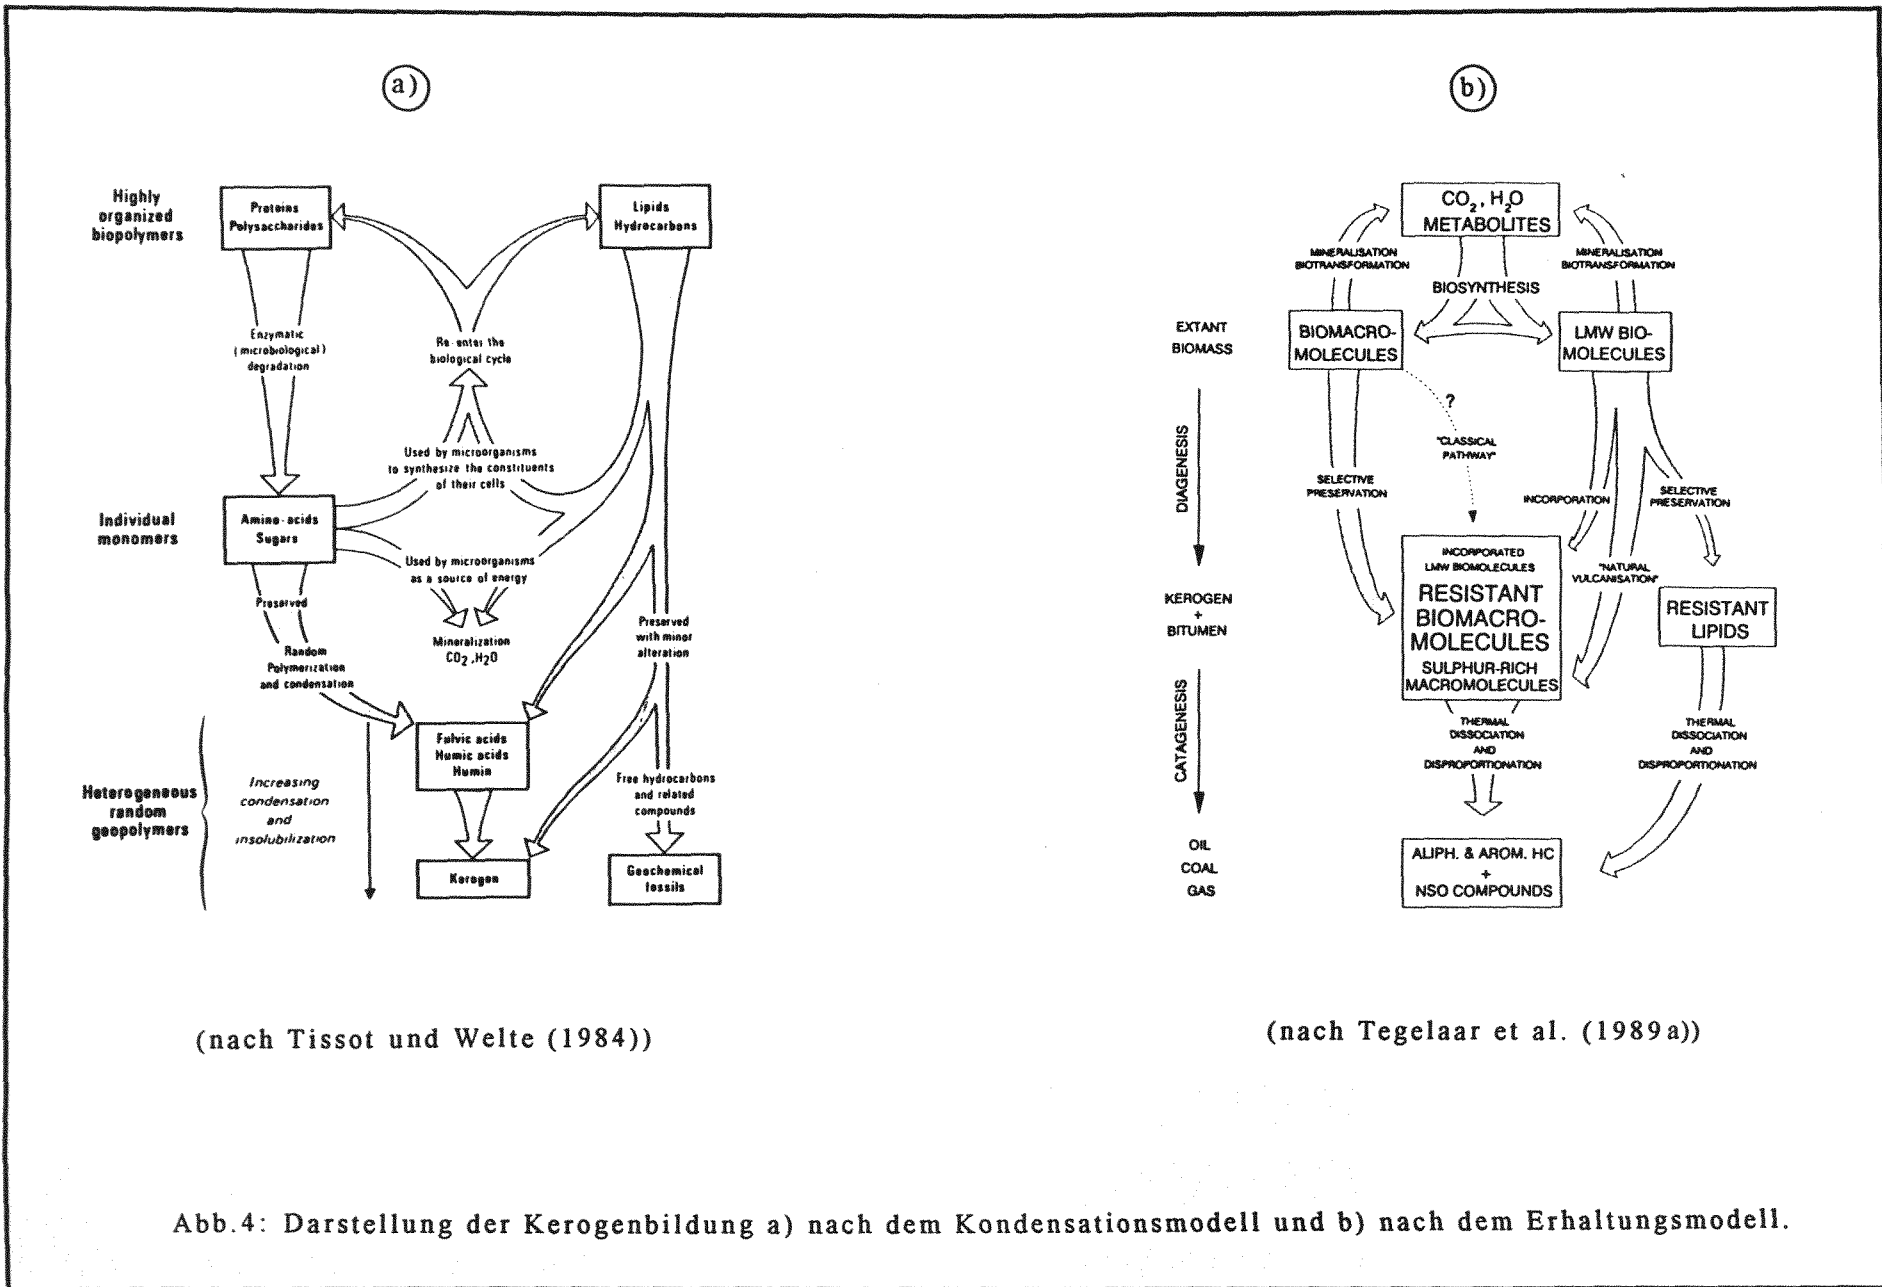 a)
Highly
organized
biopolymers
Proteins
Polysaccharides
Lipids
Hydrocarbons
Enzymatic
(microbiological)
degradation
Re-enter the
biological cycle
Used by microorganisms
to synthesize the constituents
of their cells
Individual
monomers
Amino-acids
Sugars
Used by microorganisms
as a source of energy
Preserved
Random
Polymerization
and condensation
Mineralization
CO2,H2O
Preserved
with minor
alteration
Heterogeneous
random
geopolymers
Increasing
condensation
and
insolubilization
Fulvic acids
Humic acids
Humin
Free hydrocarbons
and related
compounds
Kerogen
Geochemical
fossils
(nach Tissot und Welte (1984))
b)
CO2, H2O
METABOLITES
MINERALISATION
BIOTRANSFORMATION
MINERALISATION
BIOTRANSFORMATION
BIOSYNTHESIS
EXTANT
BIOMASS
BIOMACRO-
MOLECULES
LMW BIO-
MOLECULES
?
"CLASSICAL
PATHWAY"
DIAGENESIS
SELECTIVE
PRESERVATION
INCORPORATION
SELECTIVE
PRESERVATION
INCORPORATED
LMW BIOMOLECULES
RESISTANT
BIOMACRO-
MOLECULES
SULPHUR-RICH
MACROMOLECULES
"NATURAL
VULCANISATION"
RESISTANT
LIPIDS
KEROGEN
+
BITUMEN
CATAGENESIS
THERMAL
DISSOCIATION
AND
DISPROPORTIONATION
THERMAL
DISSOCIATION
AND
DISPROPORTIONATION
OIL
COAL
GAS
ALIPH. & AROM. HC
+
NSO COMPOUNDS
(nach Tegelaar et al. (1989a))
Abb.4: Darstellung der Kerogenbildung a) nach dem Kondensationsmodell und b) nach dem Erhaltungsmodell.